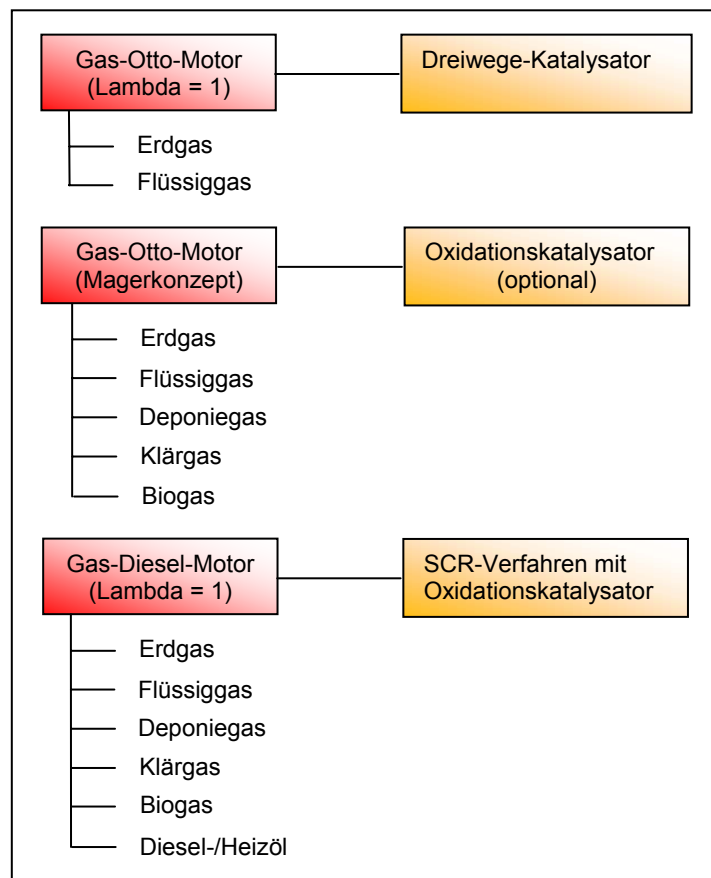 Gas-Otto-Motor
(Lambda = 1)
Dreiwege-Katalysator
Erdgas
Flüssiggas
Gas-Otto-Motor
(Magerkonzept)
Oxidationskatalysator
(optional)
Erdgas
Flüssiggas
Deponiegas
Klärgas
Biogas
Gas-Diesel-Motor
(Lambda = 1)
SCR-Verfahren mit
Oxidationskatalysator
Erdgas
Flüssiggas
Deponiegas
Klärgas
Biogas
Diesel-/Heizöl